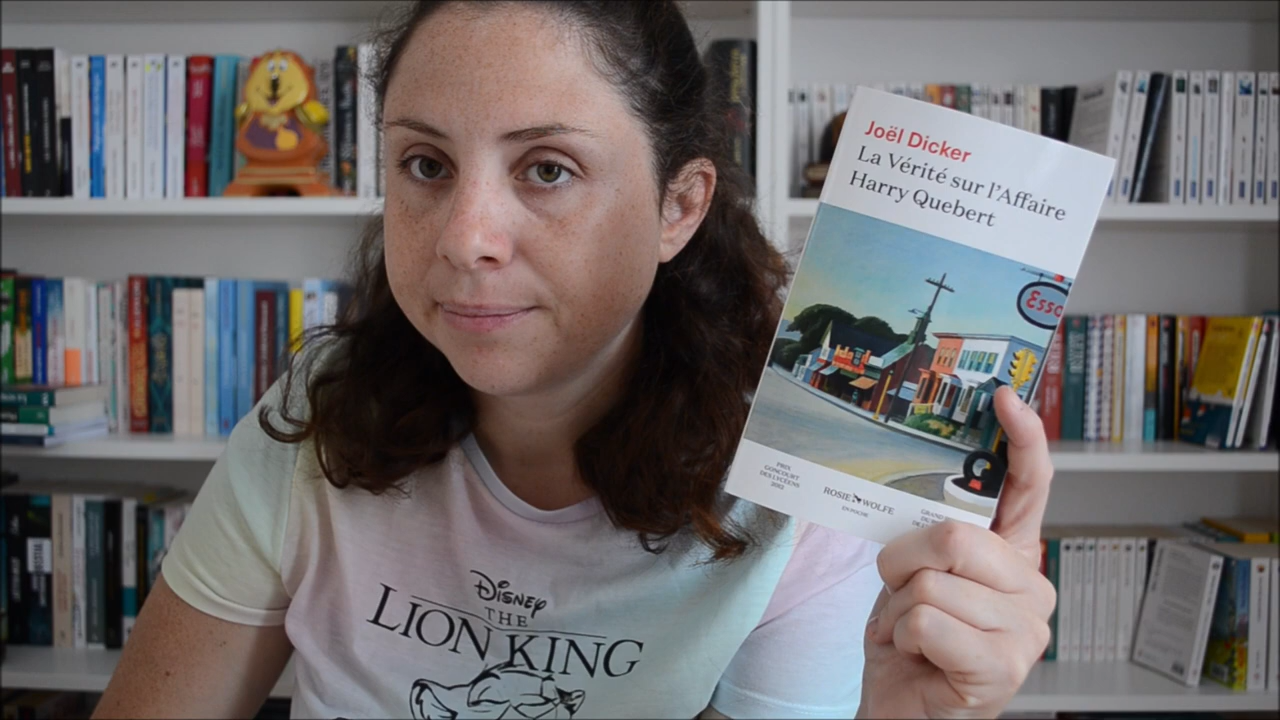 Joël Dicker
La Vérité sur l'Affaire
Harry Quebert
Esso
PRIX
GONCOURT
DES LYCÉENS
2012
ROSIE WOLFE
EN POCHE
Disney
THE
LION KING